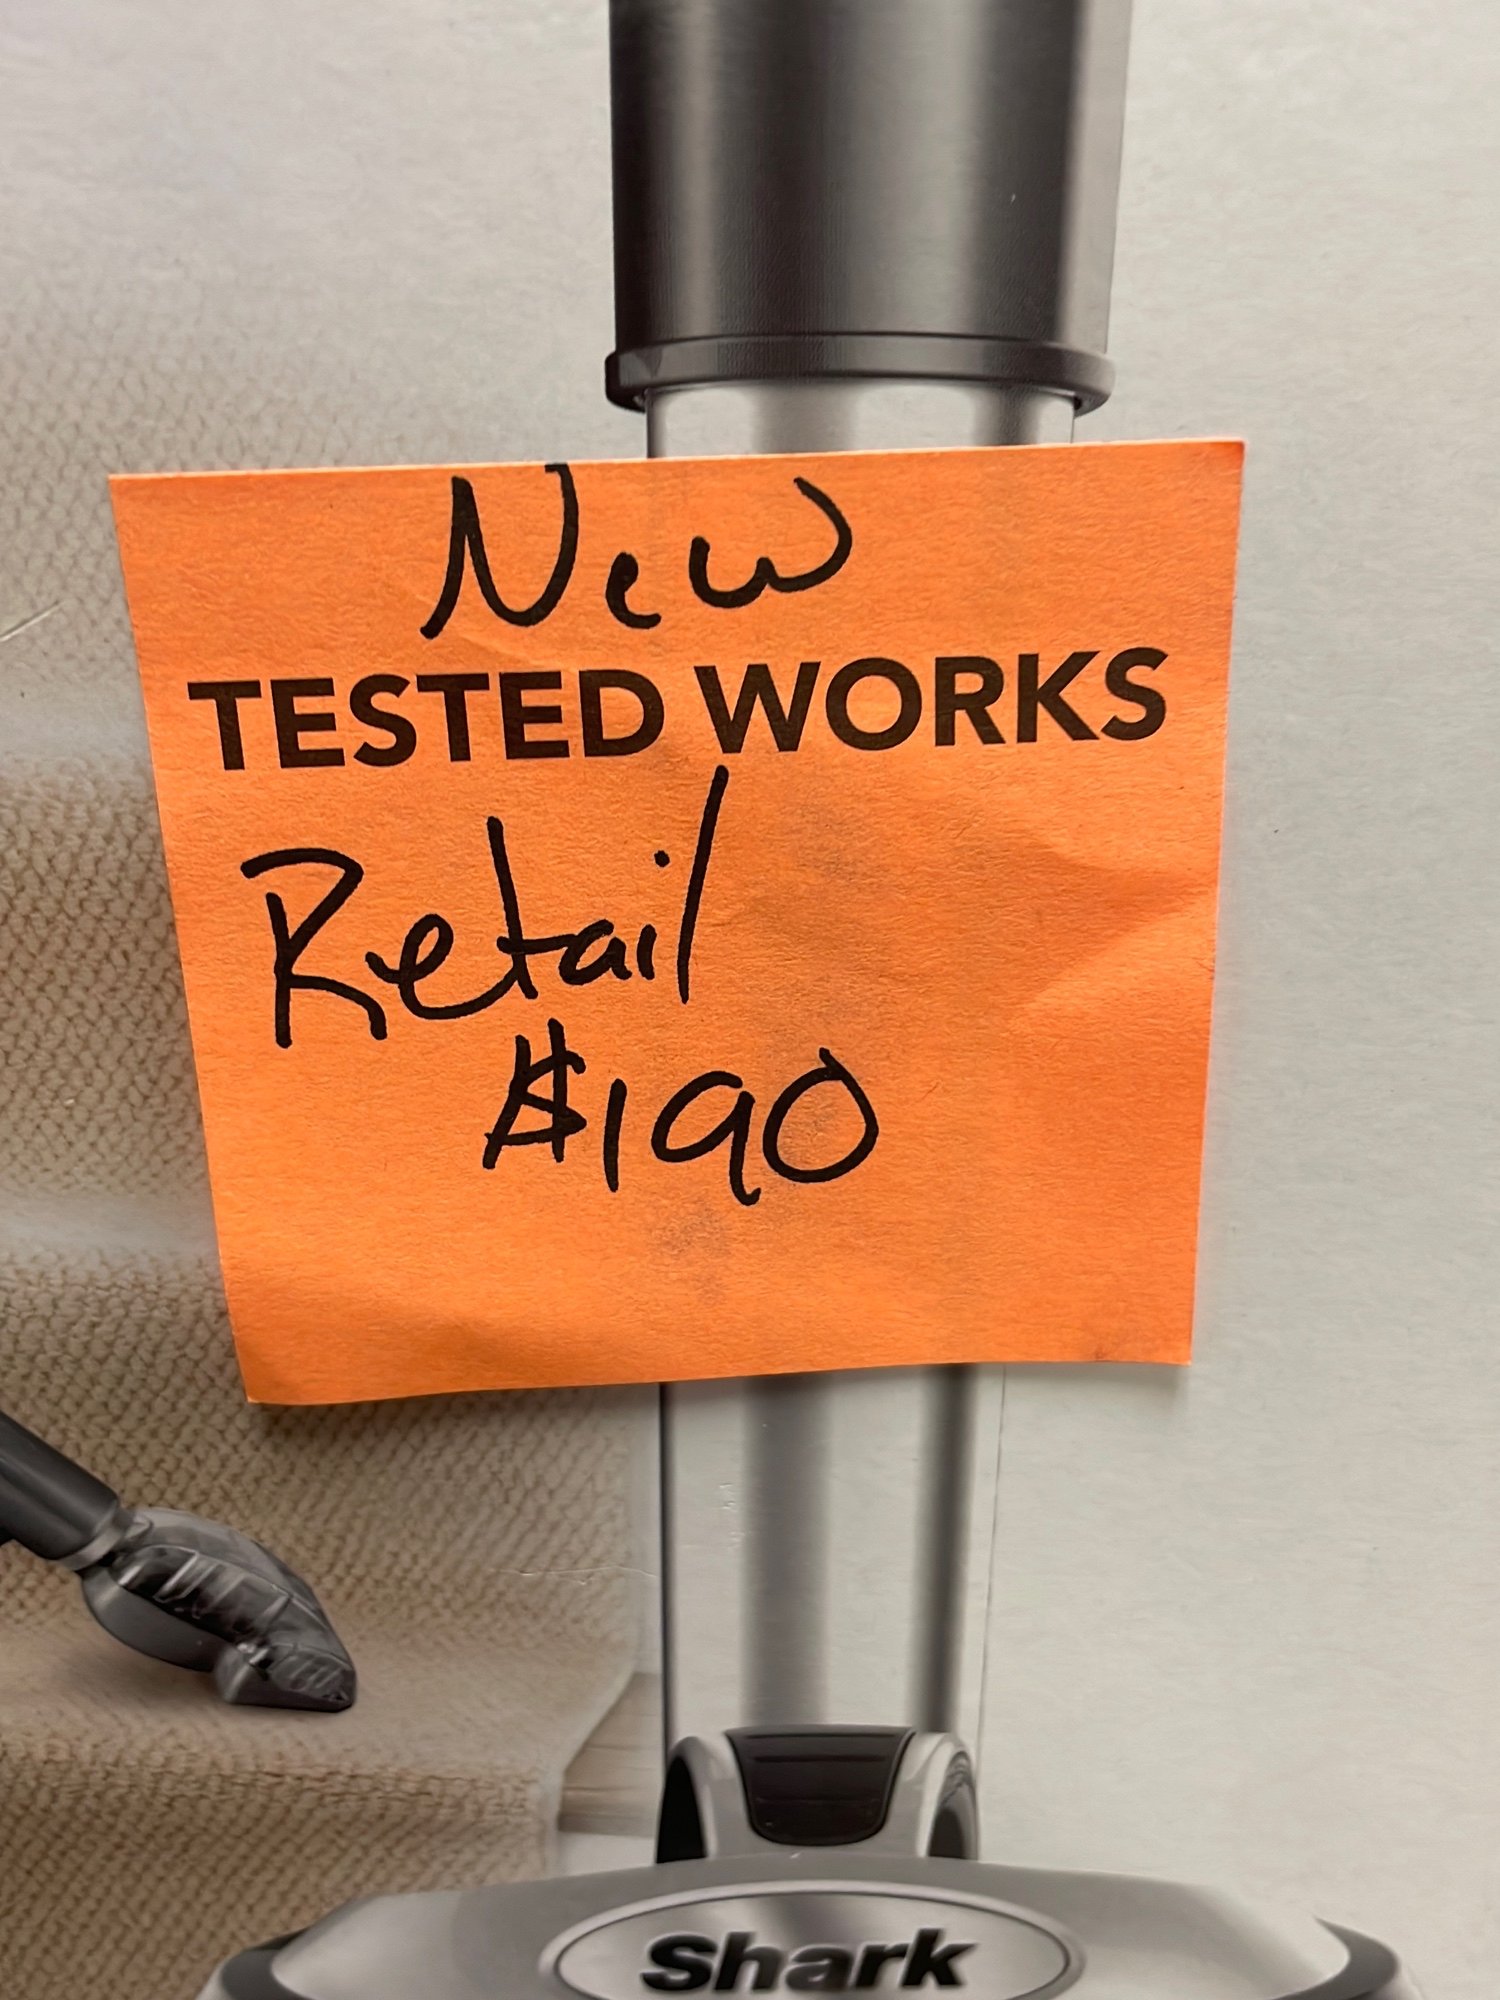 New
TESTED WORKS
Retail
$190
Shark